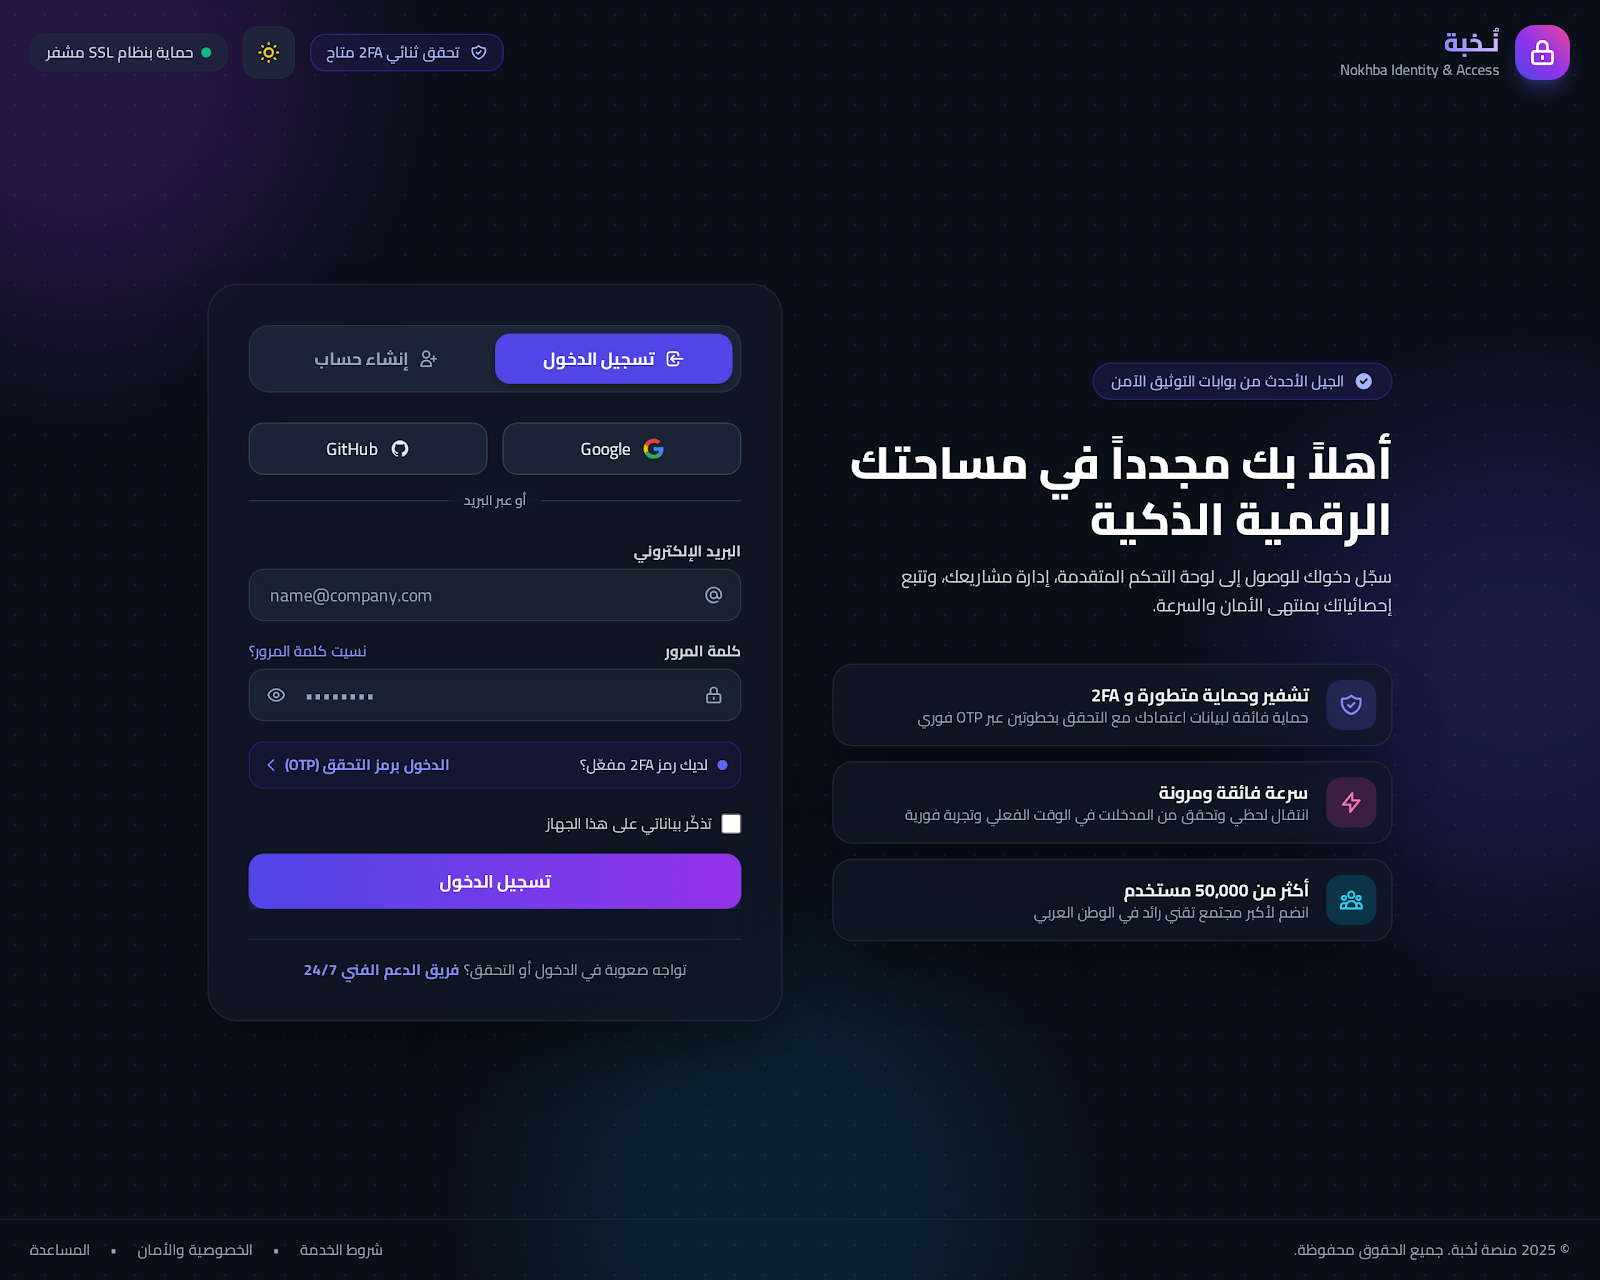 نُـخبة
Nokhba Identity & Access
تحقق ثنائي 2FA متاح
حماية بنظام SSL مشفر
الجيل الأحدث من بوابات التوثيق الآمن
أهلاً بك مجدداً في مساحتك
الرقمية الذكية
سجّل دخولك للوصول إلى لوحة التحكم المتقدمة، إدارة مشاريعك، وتتبع
إحصائياتك بمنتهى الأمان والسرعة.
تشفير وحماية متطورة و 2FA
حماية فائقة لبيانات اعتمادك مع التحقق بخطوتين عبر OTP فوري
سرعة فائقة ومرونة
انتقال لحظي وتحقق من المدخلات في الوقت الفعلي وتجربة فورية
أكثر من 50,000 مستخدم
انضم لأكبر مجتمع تقني رائد في الوطن العربي
تسجيل الدخول
إنشاء حساب
Google
GitHub
أو عبر البريد
البريد الإلكتروني
name@company.com
كلمة المرور
نسيت كلمة المرور؟
••••••••
لديك رمز 2FA مفعّل؟
الدخول برمز التحقق (OTP)
تذكّر بياناتي على هذا الجهاز
تسجيل الدخول
تواجه صعوبة في الدخول أو التحقق؟ فريق الدعم الفني 24/7
© 2025 منصة نُخبة. جميع الحقوق محفوظة.
شروط الخدمة • الخصوصية والأمان • المساعدة